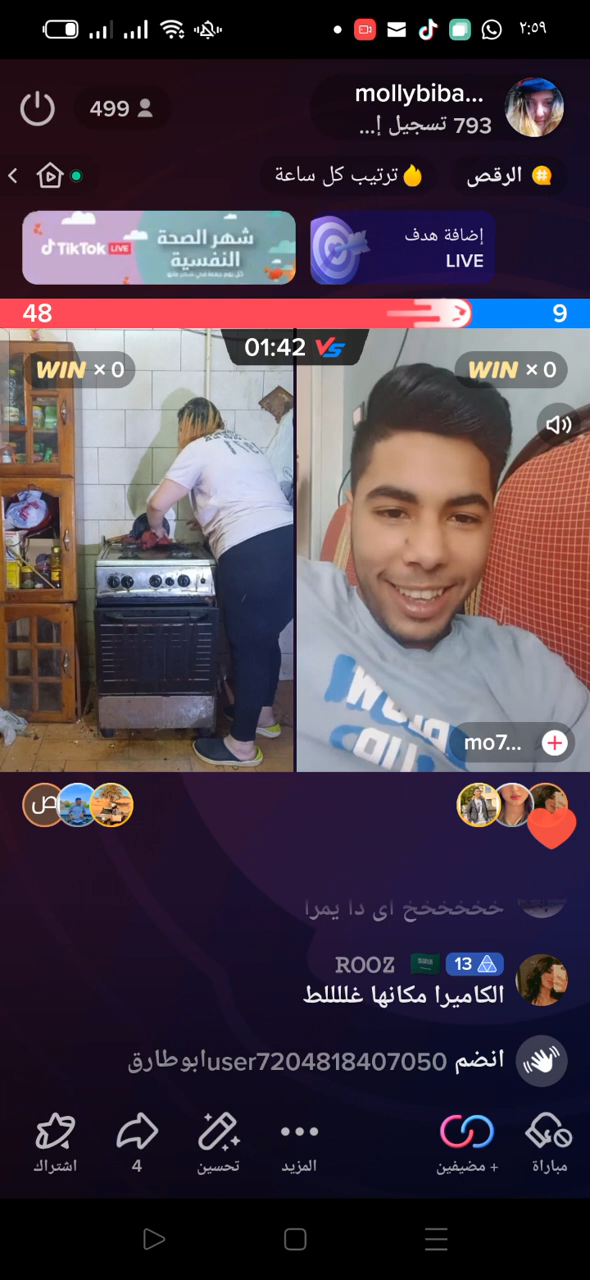 ٢:٥٩
mollybiba...
793 تسجيل إ...
499
الرقص
ترتيب كل ساعة
إضافة هدف
LIVE
شهر الصحة
النفسية
TikTok LIVE
48
9
01:42
VS
WIN × 0
WIN × 0
mo7...
ص
خخخخخخ اى دا يمرا
ROOZ
13
الكاميرا مكانها غلللللط
انضم user7204818407050ابوطارق
مباراة
+ مضيفين
المزيد
تحسين
4
اشتراك